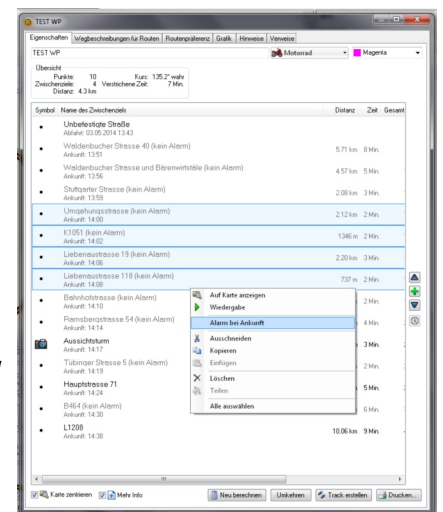 TEST WP
Eigenschaften Wegbeschreibungen für Routen Routenpräferenz Grafik Hinweise Verweise
TEST WP Motorrad Magenta
Übersicht
Punkte: 10 Kurs: 135.2° wahr
Zwischenziele: 4 Verstrichene Zeit: 7 Min.
Distanz: 4.3 km
Symbol Name des Zwischenziels Distanz Zeit Gesamt
Unbefestigte Straße
Abfahrt: 03.05.2014 13:43
Waldenbucher Strasse 40 (kein Alarm) 5.71 km 8 Min.
Ankunft: 13:51
Waldenbucher Strasse und Bärenwirtstäle (kein Alarm) 4.57 km 5 Min.
Ankunft: 13:56
Stuttgarter Strasse (kein Alarm) 2.08 km 3 Min.
Ankunft: 13:59
Umgehungsstrasse (kein Alarm) 2.12 km 2 Min.
Ankunft: 14:00
K1051 (kein Alarm) 1346 m 2 Min.
Ankunft: 14:02
Liebenaustrasse 19 (kein Alarm) 2.20 km 3 Min.
Ankunft: 14:06
Liebenaustrasse 118 (kein Alarm) 737 m 2 Min.
Ankunft: 14:08
Bahnhofstrasse (kein Alarm) 2 Min.
Ankunft: 14:10
Ramsbergstrasse 54 (kein Alarm) 4 Min.
Ankunft: 14:14
Aussichtsturm 3 Min.
Ankunft: 14:17
Tübinger Strasse 5 (kein Alarm) 2 Min.
Ankunft: 14:19
Hauptstrasse 71 5 Min.
Ankunft: 14:24
B464 (kein Alarm) 6 Min.
Ankunft: 14:30
L1208 10.06 km 9 Min.
Ankunft: 14:38
Auf Karte anzeigen
Wiedergabe
Alarm bei Ankunft
Ausschneiden
Kopieren
Einfügen
Löschen
Teilen
Alle auswählen
Karte zentrieren Mehr Info Neu berechnen Umkehren Track erstellen Drucken...